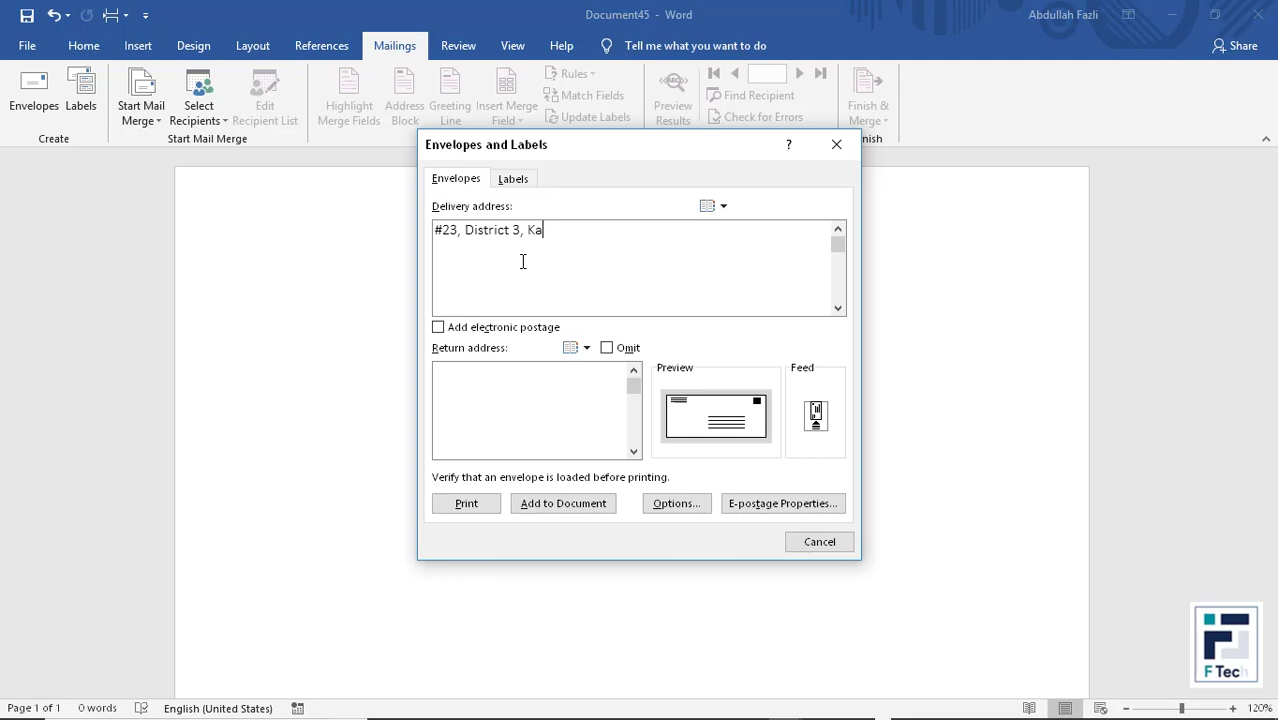 Document45 - Word
Abdullah Fazli
File Home Insert Design Layout References Mailings Review View Help Tell me what you want to do Share
Envelopes
Labels
Start Mail
Merge
Select
Recipients
Edit
Recipient List
Highlight
Merge Fields
Address
Block
Greeting
Line
Insert Merge
Field
Rules
Match Fields
Update Labels
Preview
Results
Find Recipient
Check for Errors
Finish &
Merge
Create
Start Mail Merge
nish
Envelopes and Labels
?
Envelopes Labels
Delivery address:
#23, District 3, Ka
Add electronic postage
Return address:
Omit
Preview
Feed
Verify that an envelope is loaded before printing.
Print Add to Document Options... E-postage Properties...
Cancel
F Tech
Page 1 of 1 0 words English (United States) 120%